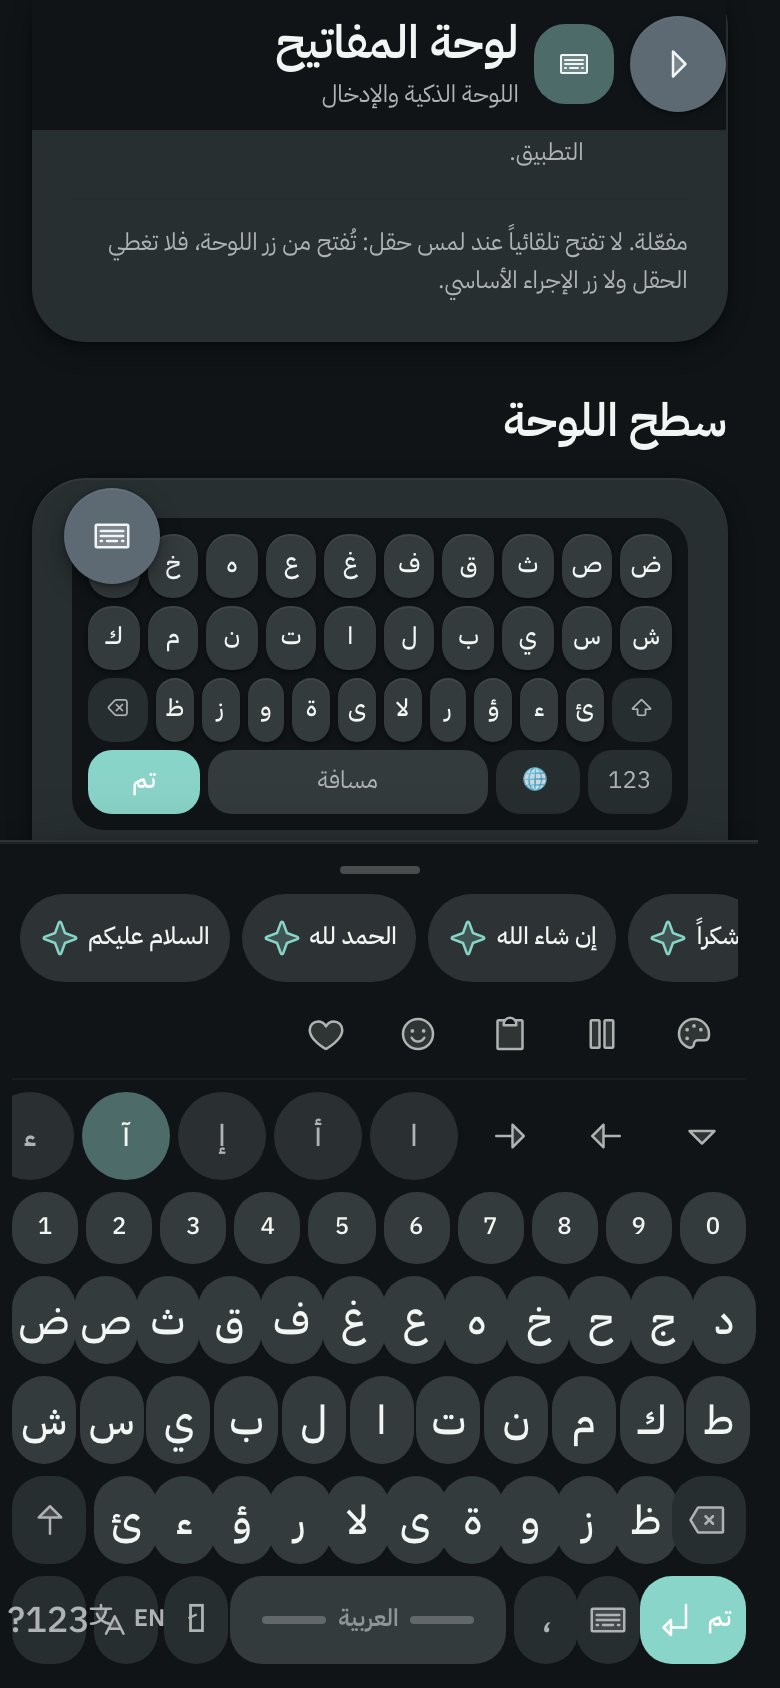 لوحة المفاتيح
اللوحة الذكية والإدخال
التطبيق.
مفعّلة. لا تفتح تلقائياً عند لمس حقل: تُفتح من زر اللوحة، فلا تغطي
الحقل ولا زر الإجراء الأساسي.
سطح اللوحة
ض ص ث ق ف غ ع ه خ
ش س ي ب ل ا ت ن م ك
ئ ء ؤ ر لا ى ة و ز ظ
123 مسافة تم
شكراً إن شاء الله الحمد لله السلام عليكم
ا أ إ آ ء
1 2 3 4 5 6 7 8 9 0
ض ص ث ق ف غ ع ه خ ح ج د
ش س ي ب ل ا ت ن م ك ط
ئ ء ؤ ر لا ى ة و ز ظ
?123 文A EN العربية ، تم